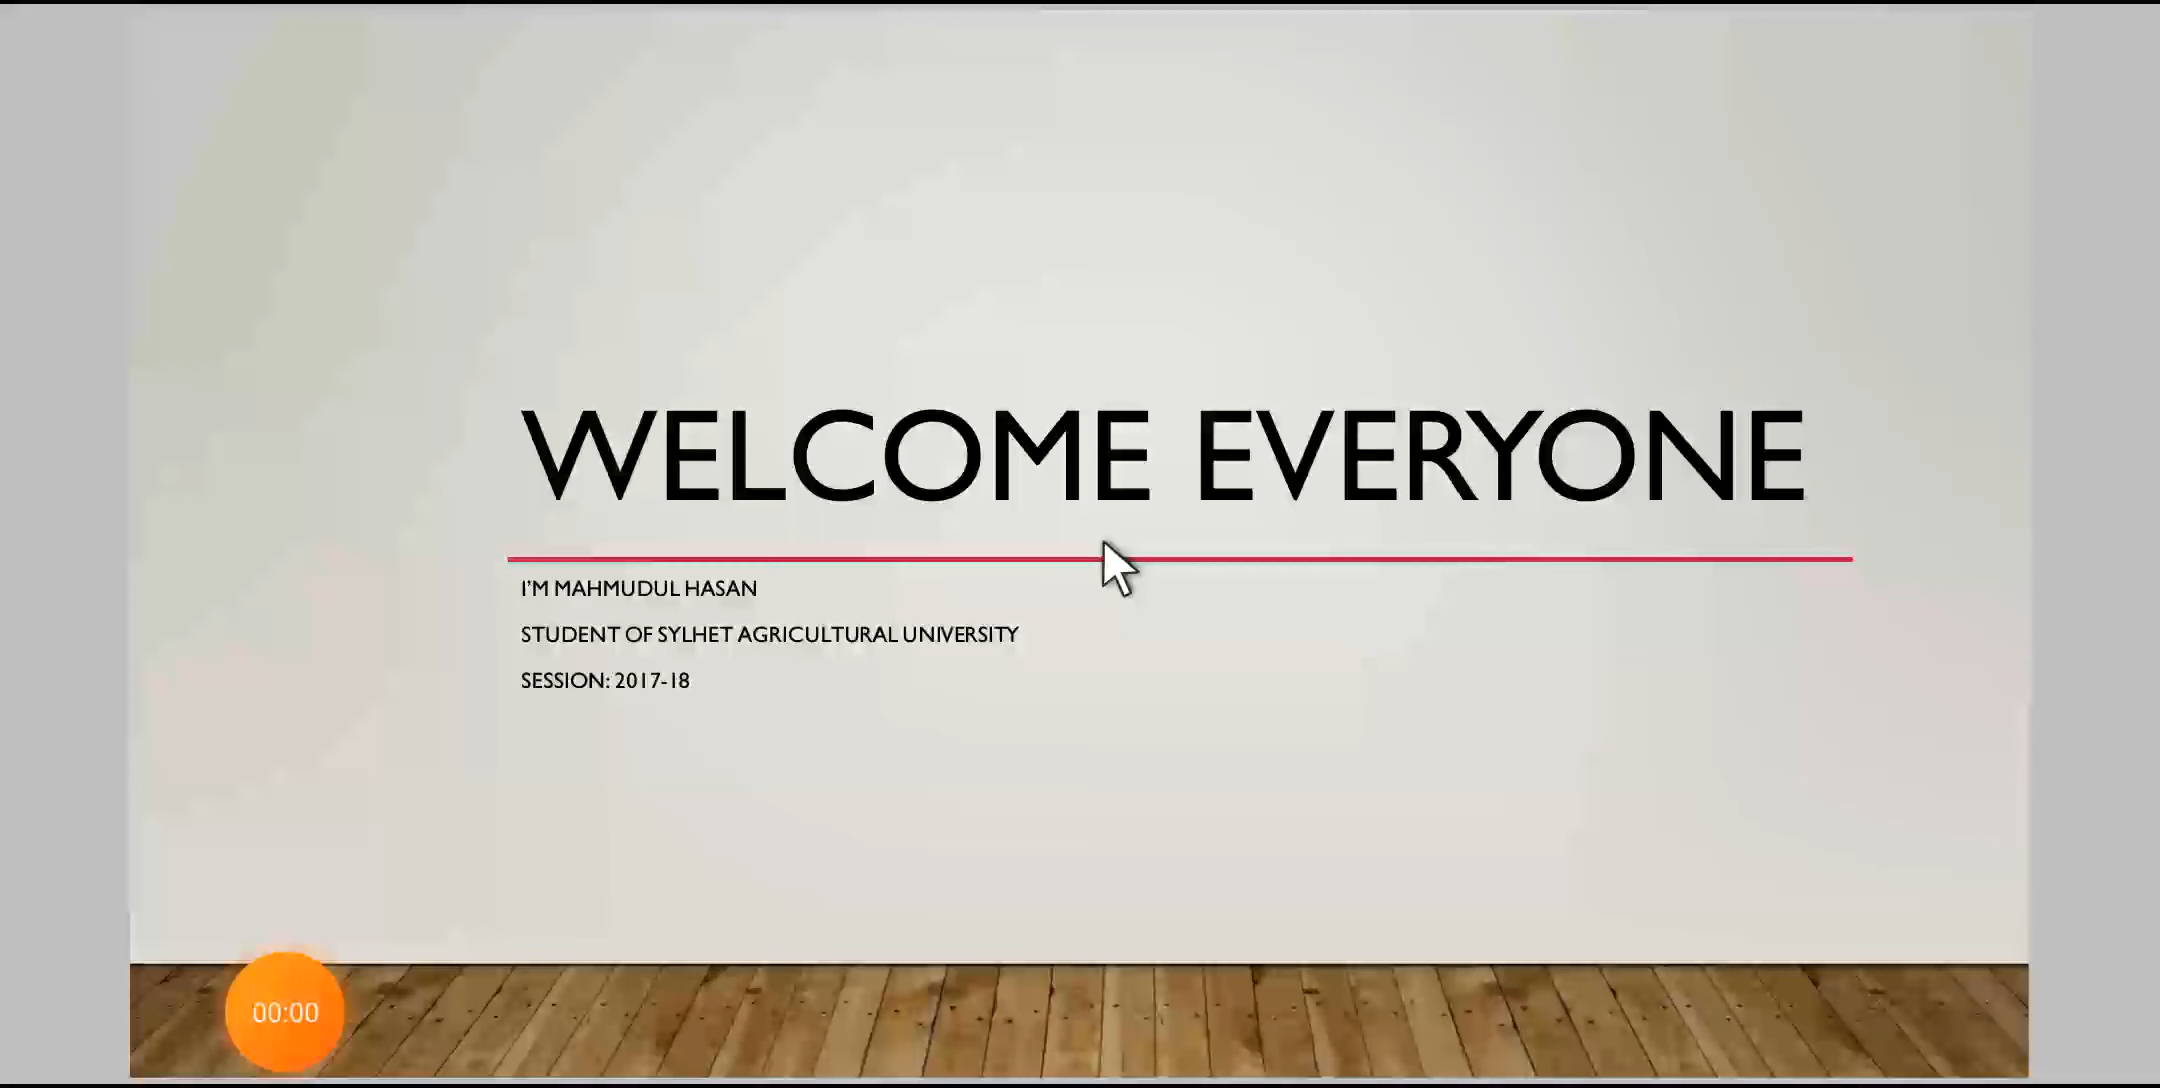 WELCOME EVERYONE
I'M MAHMUDUL HASAN
STUDENT OF SYLHET AGRICULTURAL UNIVERSITY
SESSION: 2017-18
00:00